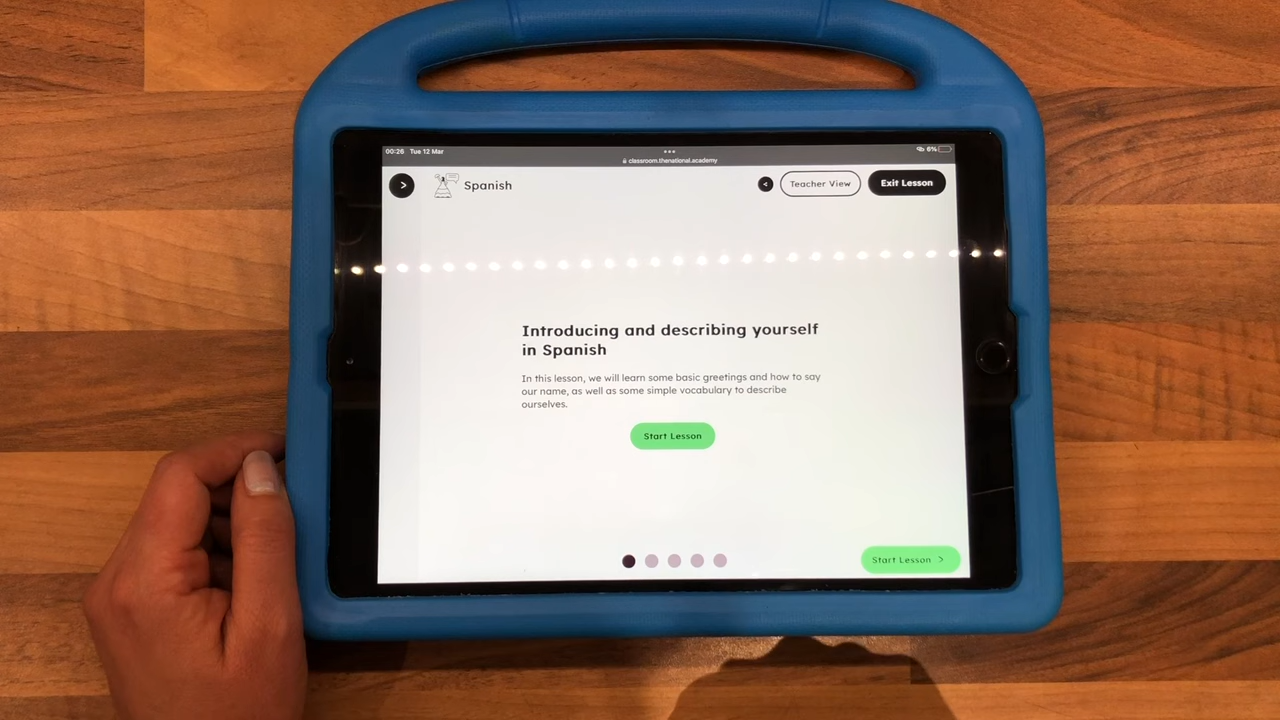 00:26 Tue 12 Mar
6%
classroom.thenational.academy
Spanish
Teacher View
Exit Lesson
Introducing and describing yourself
in Spanish
In this lesson, we will learn some basic greetings and how to say
our name, as well as some simple vocabulary to describe
ourselves.
Start Lesson
Start Lesson